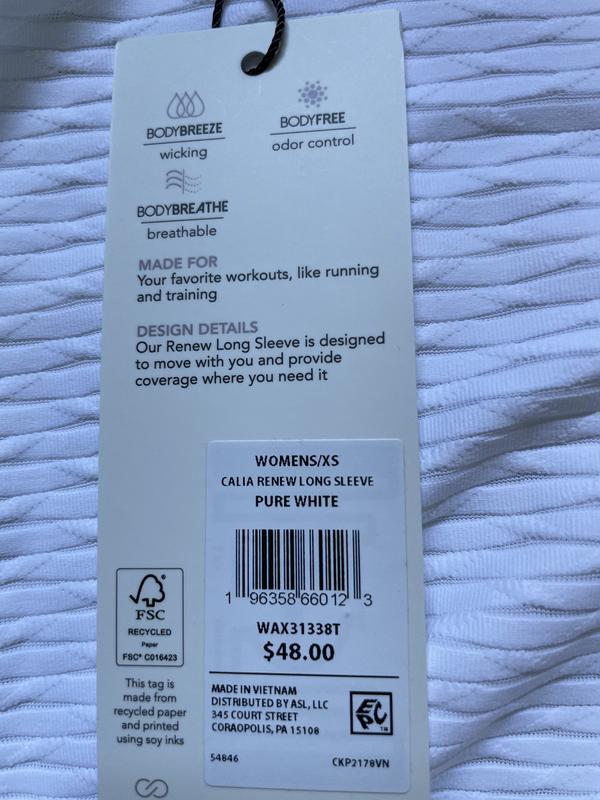 BODYBREEZE
wicking
BODYFREE
odor control
BODYBREATHE
breathable
MADE FOR
Your favorite workouts, like running
and training
DESIGN DETAILS
Our Renew Long Sleeve is designed
to move with you and provide
coverage where you need it
WOMENS/XS
CALIA RENEW LONG SLEEVE
PURE WHITE
1 96358 66012 3
WAX31338T
$48.00
FSC
RECYCLED
Paper
FSC® C016423
This tag is
made from
recycled paper
and printed
using soy inks
MADE IN VIETNAM
DISTRIBUTED BY ASL, LLC
345 COURT STREET
CORAOPOLIS, PA 15108
EPC™
54846
CKP2178VN